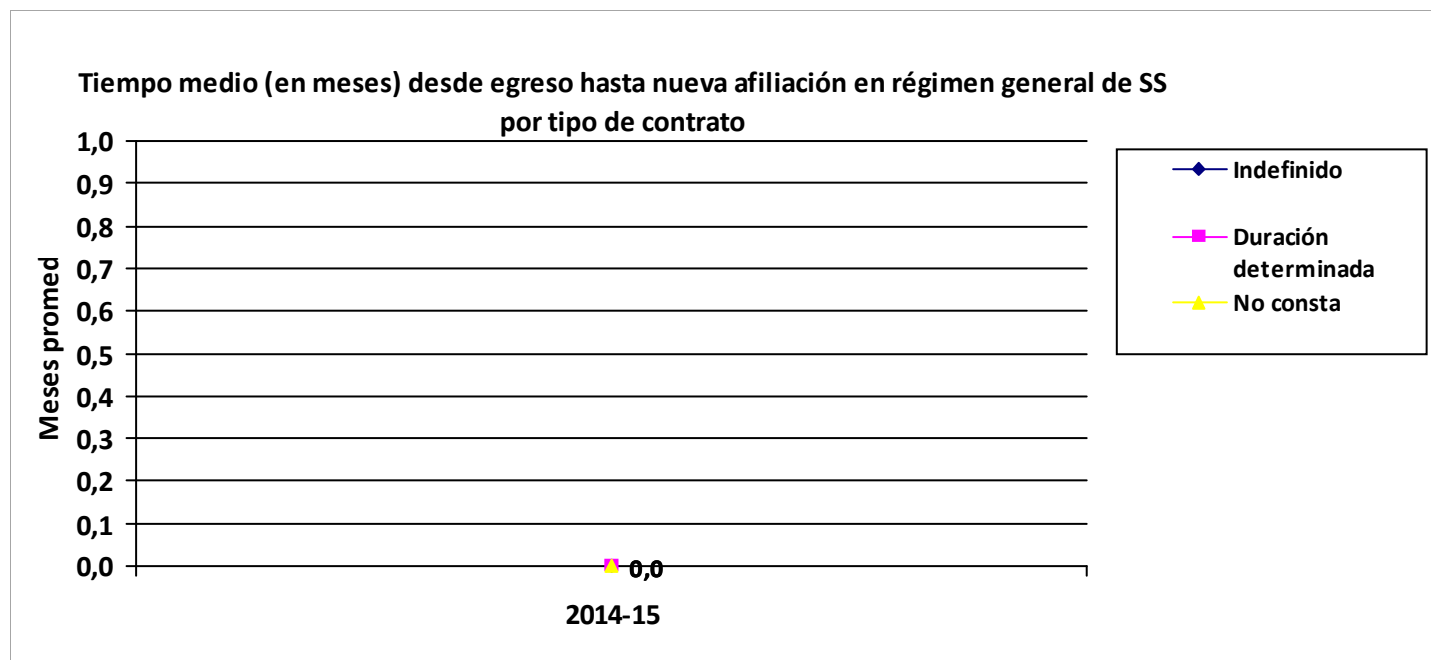 Tiempo medio (en meses) desde egreso hasta nueva afiliación en régimen general de SS
por tipo de contrato
Meses promed
1,0
0,9
0,8
0,7
0,6
0,5
0,4
0,3
0,2
0,1
0,0
0,0
2014-15
Indefinido
Duración
determinada
No consta